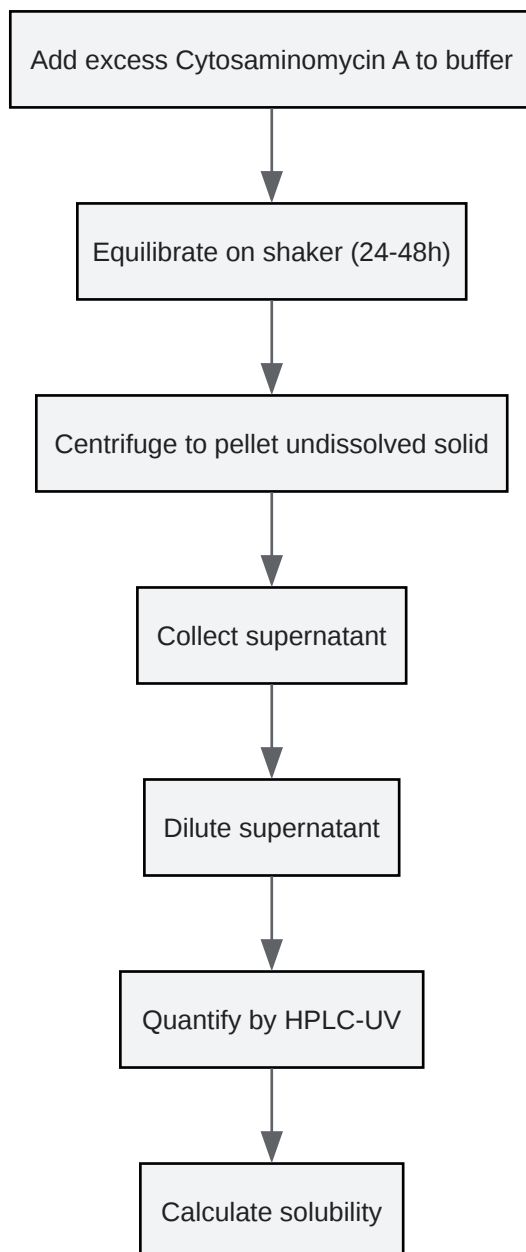 Add excess Cytosaminomycin A to buffer
Equilibrate on shaker (24-48h)
Centrifuge to pellet undissolved solid
Collect supernatant
Dilute supernatant
Quantify by HPLC-UV
Calculate solubility